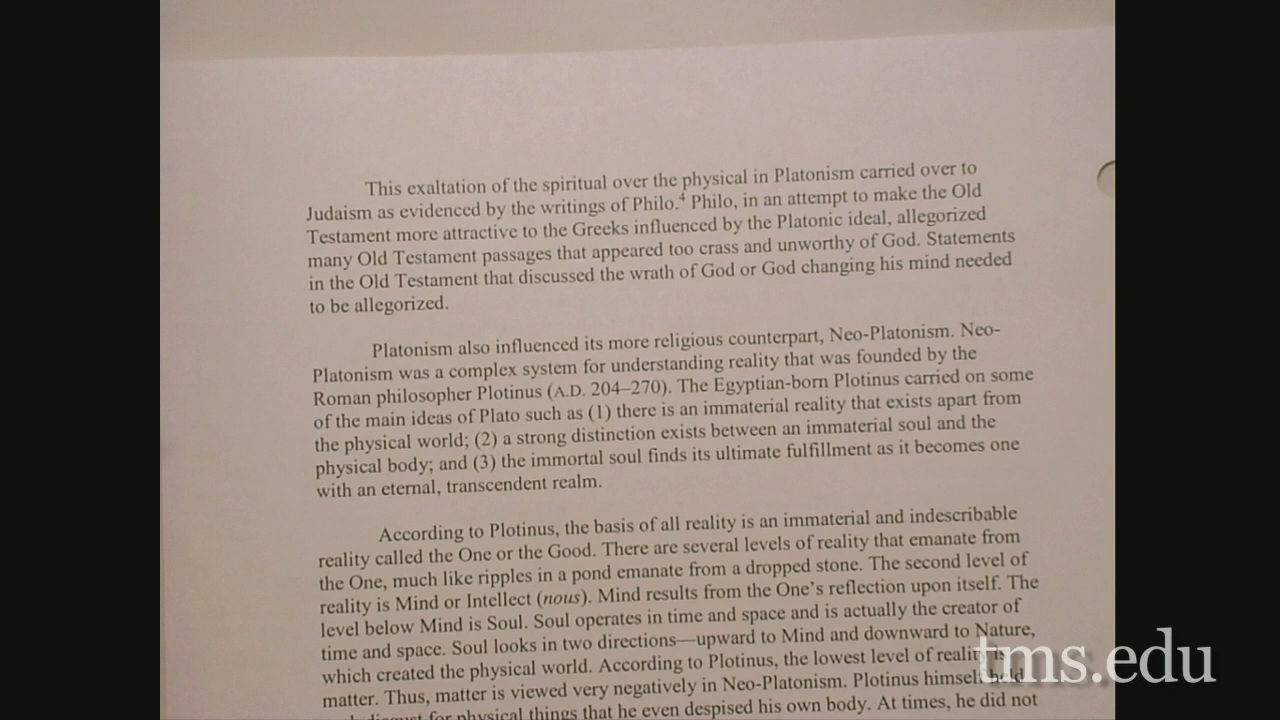 This exaltation of the spiritual over the physical in Platonism carried over to
Judaism as evidenced by the writings of Philo.⁴ Philo, in an attempt to make the Old
Testament more attractive to the Greeks influenced by the Platonic ideal, allegorized
many Old Testament passages that appeared too crass and unworthy of God. Statements
in the Old Testament that discussed the wrath of God or God changing his mind needed
to be allegorized.
Platonism also influenced its more religious counterpart, Neo-Platonism. Neo-
Platonism was a complex system for understanding reality that was founded by the
Roman philosopher Plotinus (A.D. 204–270). The Egyptian-born Plotinus carried on some
of the main ideas of Plato such as (1) there is an immaterial reality that exists apart from
the physical world; (2) a strong distinction exists between an immaterial soul and the
physical body; and (3) the immortal soul finds its ultimate fulfillment as it becomes one
with an eternal, transcendent realm.
According to Plotinus, the basis of all reality is an immaterial and indescribable
reality called the One or the Good. There are several levels of reality that emanate from
the One, much like ripples in a pond emanate from a dropped stone. The second level of
reality is Mind or Intellect (nous). Mind results from the One’s reflection upon itself. The
level below Mind is Soul. Soul operates in time and space and is actually the creator of
time and space. Soul looks in two directions—upward to Mind and downward to Nature,
which created the physical world. According to Plotinus, the lowest level of reality is
matter. Thus, matter is viewed very negatively in Neo-Platonism. Plotinus himself
disgust for physical things that he even despised his own body. At times, he did not
tms.edu